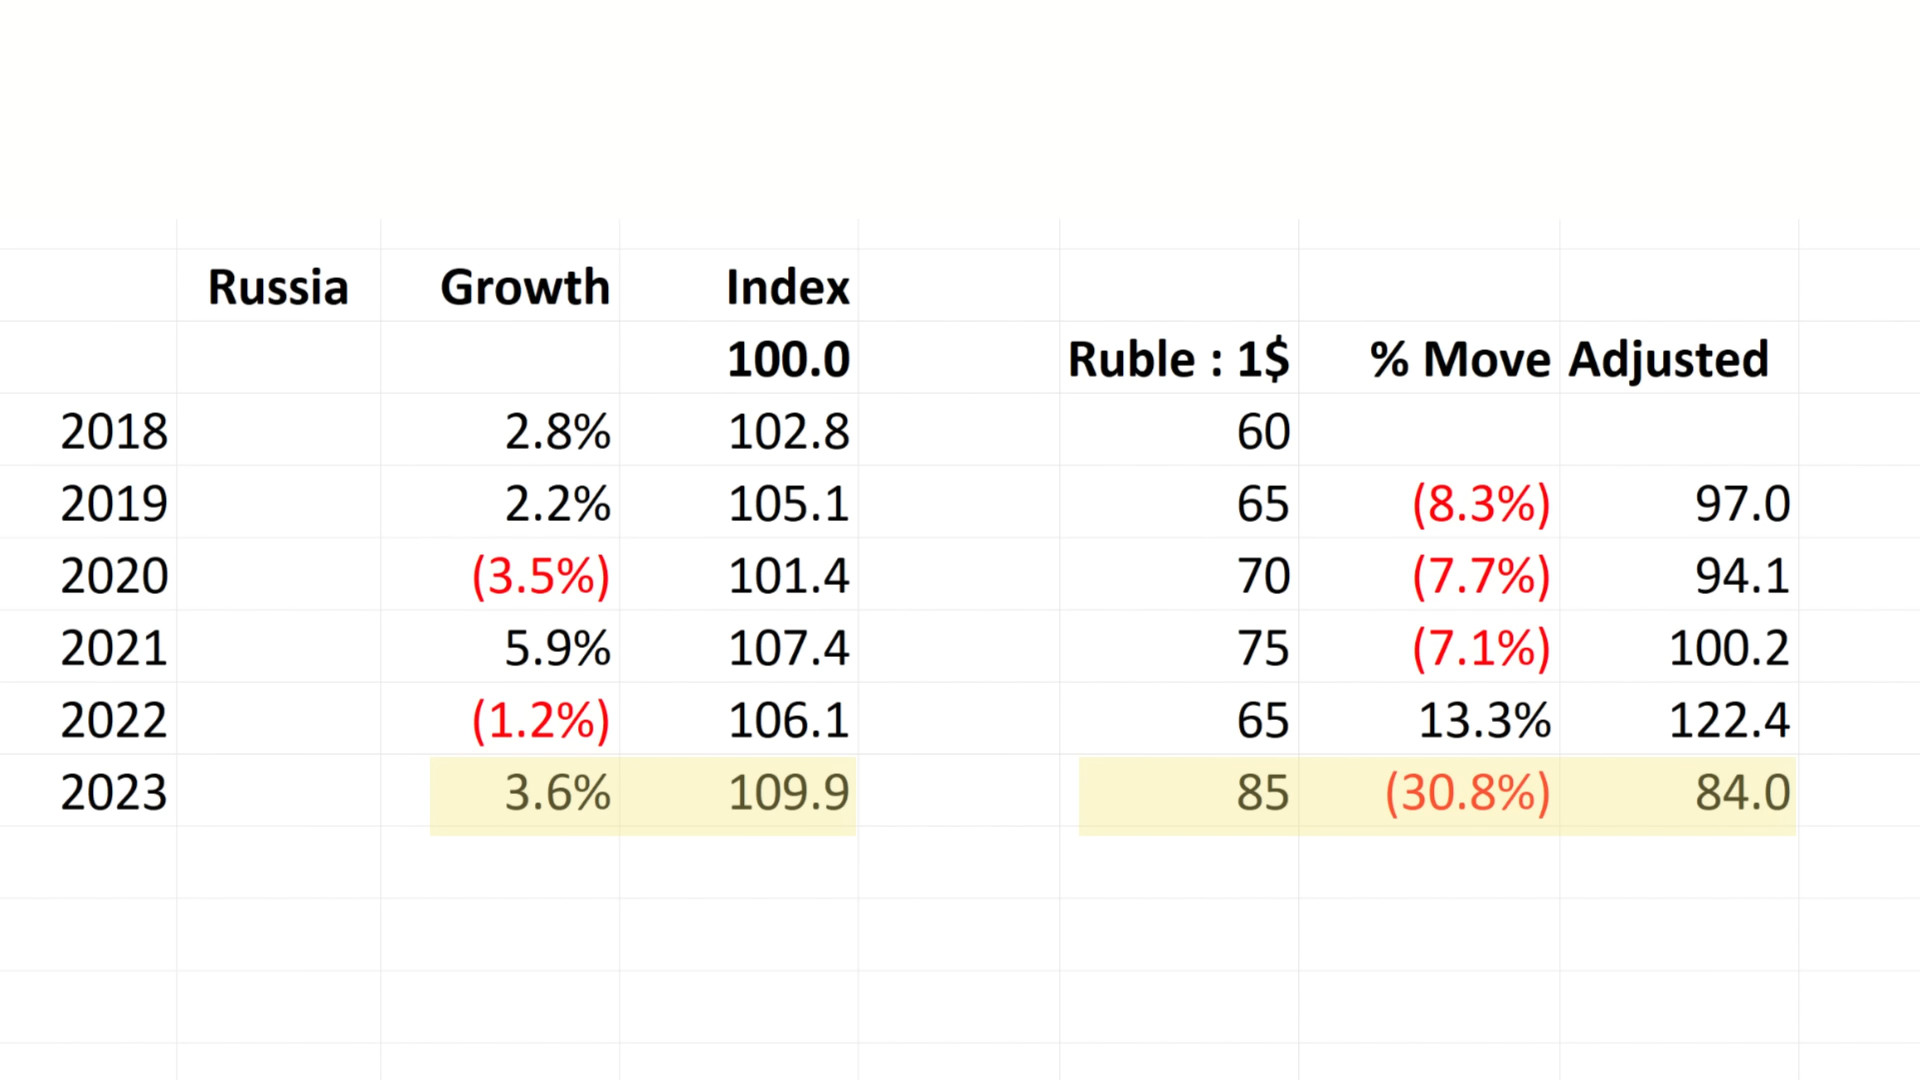 Russia Growth Index
100.0 Ruble : 1$ % Move Adjusted
2018 2.8% 102.8 60
2019 2.2% 105.1 65 (8.3%) 97.0
2020 (3.5%) 101.4 70 (7.7%) 94.1
2021 5.9% 107.4 75 (7.1%) 100.2
2022 (1.2%) 106.1 65 13.3% 122.4
2023 3.6% 109.9 85 (30.8%) 84.0